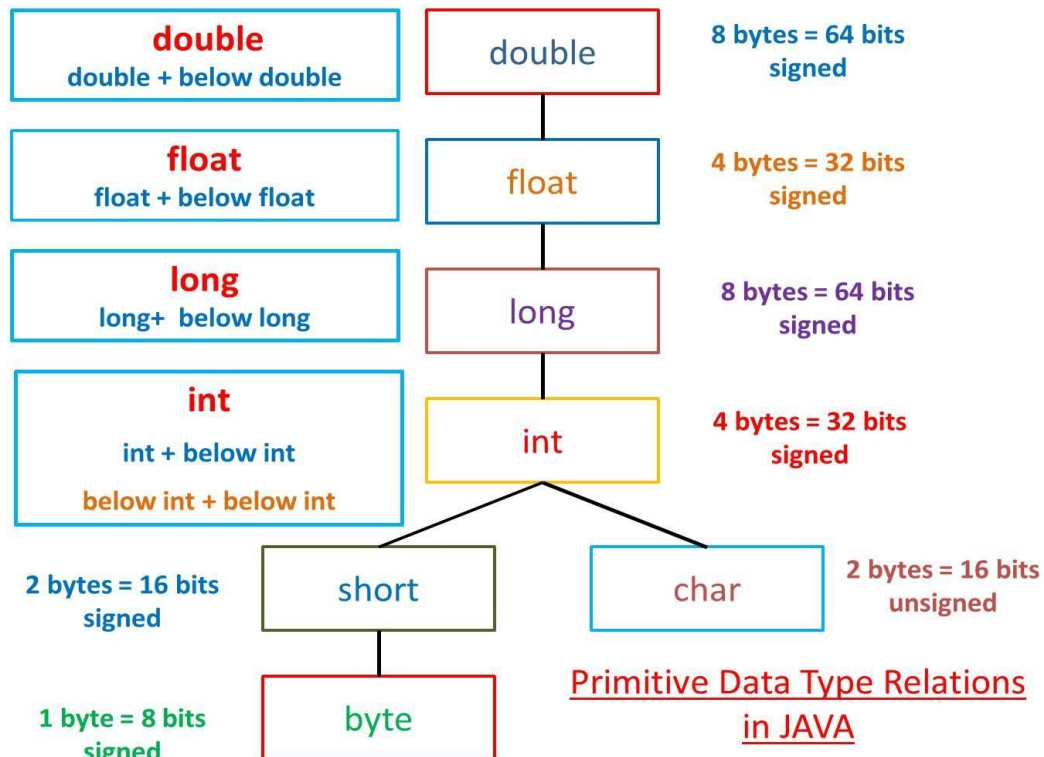 double
double + below double
double
8 bytes = 64 bits
signed
float
float + below float
float
4 bytes = 32 bits
signed
long
long+ below long
long
8 bytes = 64 bits
signed
int
int + below int
below int + below int
int
4 bytes = 32 bits
signed
2 bytes = 16 bits
signed
short
char
2 bytes = 16 bits
unsigned
1 byte = 8 bits
signed
byte
Primitive Data Type Relations
in JAVA